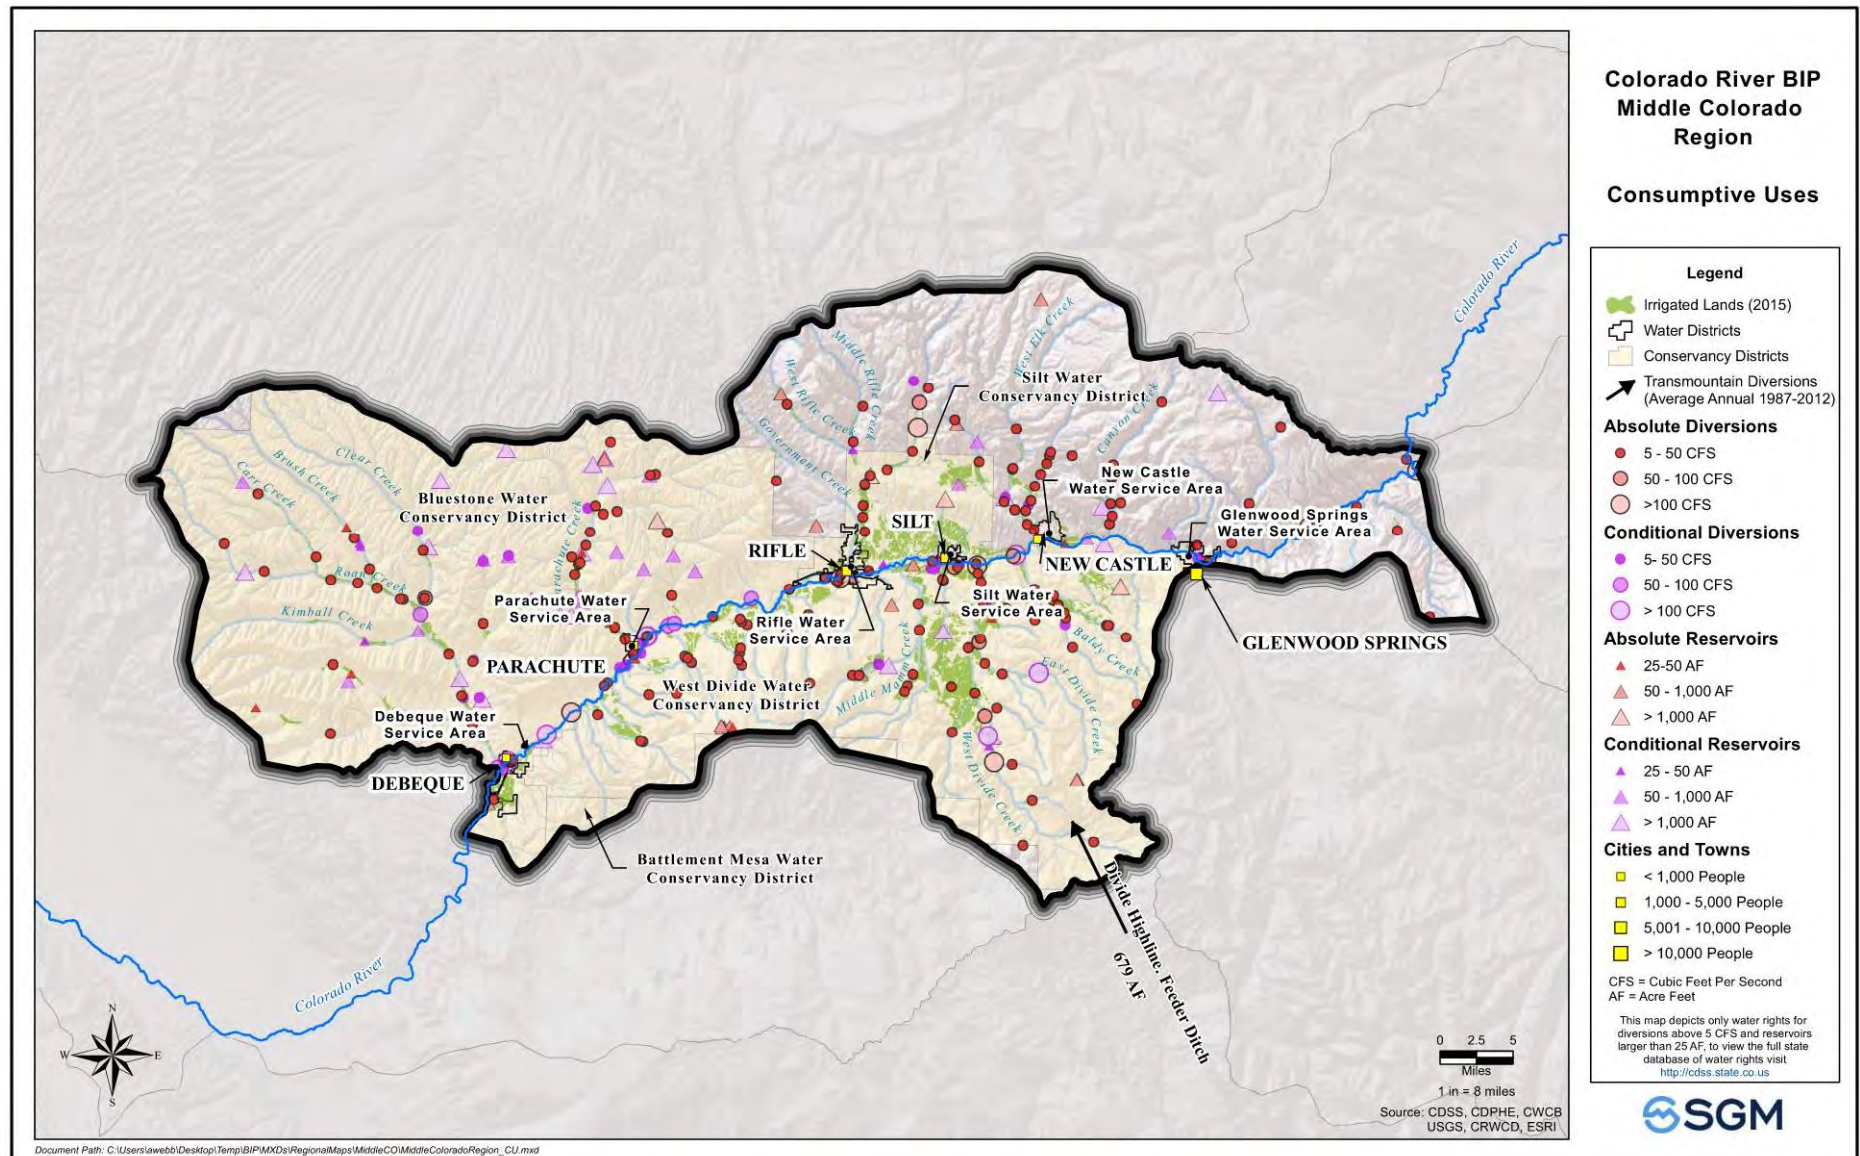 Colorado River BIP
Middle Colorado
Region
Consumptive Uses
Legend
Irrigated Lands (2015)
Water Districts
Conservancy Districts
Transmountain Diversions
(Average Annual 1987-2012)
Absolute Diversions
5 - 50 CFS
50 - 100 CFS
>100 CFS
Conditional Diversions
5- 50 CFS
50 - 100 CFS
> 100 CFS
Absolute Reservoirs
25-50 AF
50 - 1,000 AF
> 1,000 AF
Conditional Reservoirs
25 - 50 AF
50 - 1,000 AF
> 1,000 AF
Cities and Towns
< 1,000 People
1,000 - 5,000 People
5,001 - 10,000 People
> 10,000 People
CFS = Cubic Feet Per Second
AF = Acre Feet
This map depicts only water rights for
diversions above 5 CFS and reservoirs
larger than 25 AF, to view the full state
database of water rights visit
http://cdss.state.co.us
SGM
Colorado River
West Elk Creek
Middle Rifle Creek
West Rifle Creek
Government Creek
Canyon Creek
Silt Water
Conservancy District
New Castle
Water Service Area
Glenwood Springs
Water Service Area
Clear Creek
Brush Creek
Carr Creek
Bluestone Water
Conservancy District
Parachute Creek
SILT
RIFLE
NEW CASTLE
Roan Creek
Kimball Creek
Parachute Water
Service Area
Rifle Water
Service Area
Silt Water
Service Area
GLENWOOD SPRINGS
Baldy Creek
East Divide Creek
PARACHUTE
West Divide Water
Conservancy District
Middle Mamm Creek
Debeque Water
Service Area
West Divide Creek
DEBEQUE
Battlement Mesa Water
Conservancy District
Divide Highline. Feeder Ditch
679 AF
Colorado River
N
W
E
S
0 2.5 5
Miles
1 in = 8 miles
Source: CDSS, CDPHE, CWCB
USGS, CRWCD, ESRI
Document Path: C:\Users\awebb\Desktop\Temp\BIP\MXDs\RegionalMaps\MiddleCO\MiddleColoradoRegion_CU.mxd